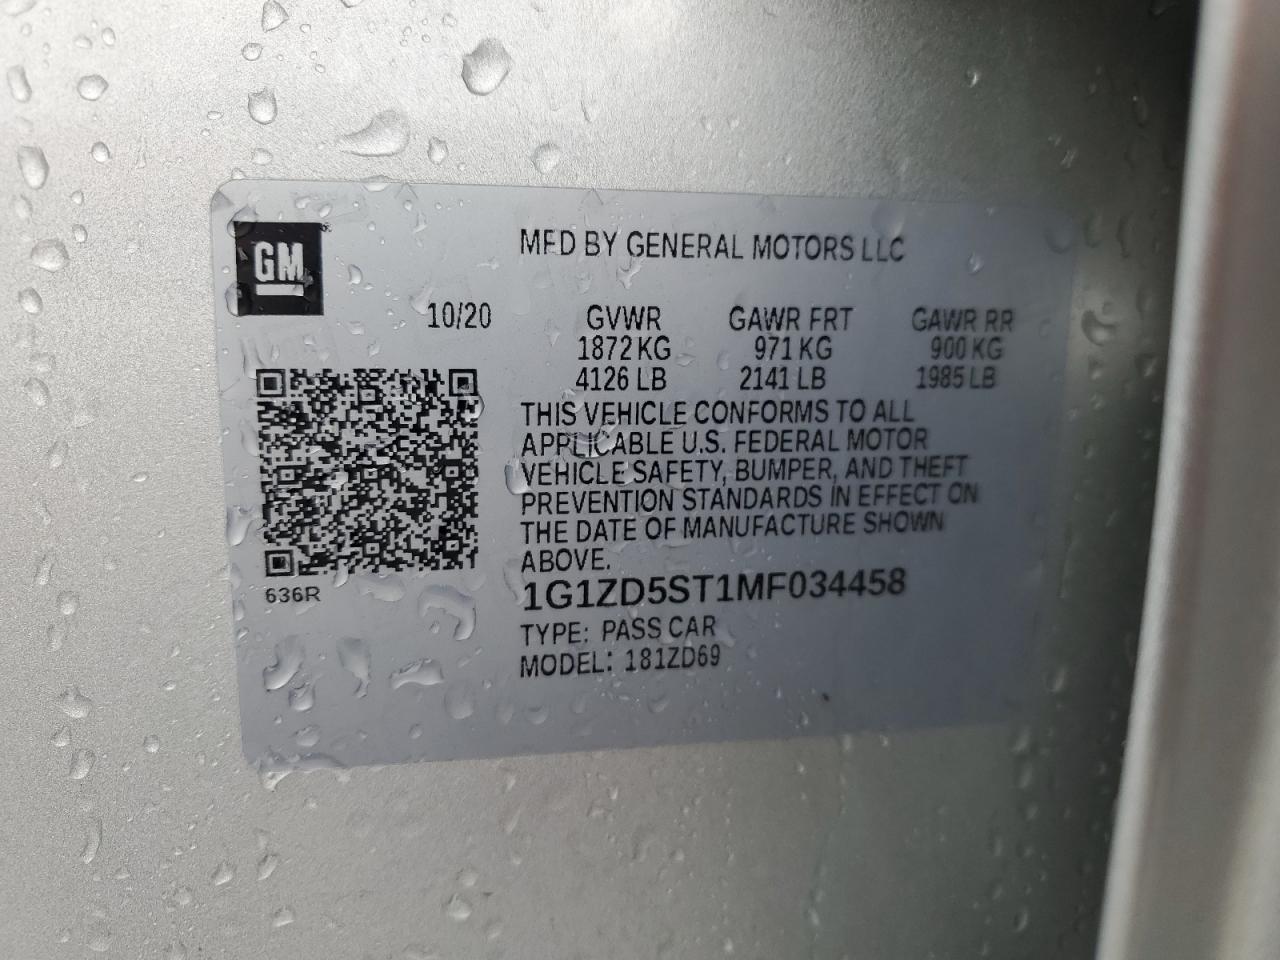 GM
MFD BY GENERAL MOTORS LLC
10/20
GVWR GAWR FRT GAWR RR
1872 KG 971 KG 900 KG
4126 LB 2141 LB 1985 LB
THIS VEHICLE CONFORMS TO ALL
APPLICABLE U.S. FEDERAL MOTOR
VEHICLE SAFETY, BUMPER, AND THEFT
PREVENTION STANDARDS IN EFFECT ON
THE DATE OF MANUFACTURE SHOWN
ABOVE.
1G1ZD5ST1MF034458
636R
TYPE: PASS CAR
MODEL: 181ZD69